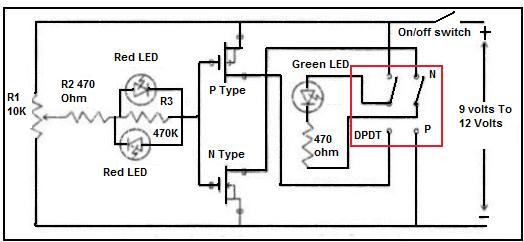 On/off switch
+
Red LED
Green LED
N
R1
10K
R2 470
Ohm
R3
P Type
9 volts To
12 Volts
470K
N Type
470
ohm
DPDT
P
Red LED
−